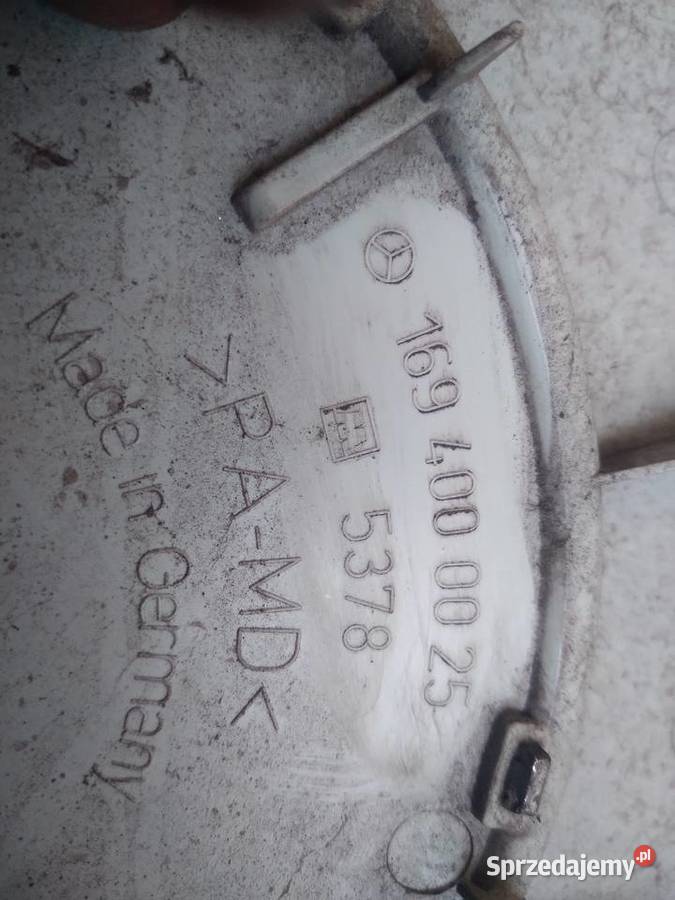 169 400 00 25
5378
>PA-MD<
Made in Germany
Sprzedajemy.pl